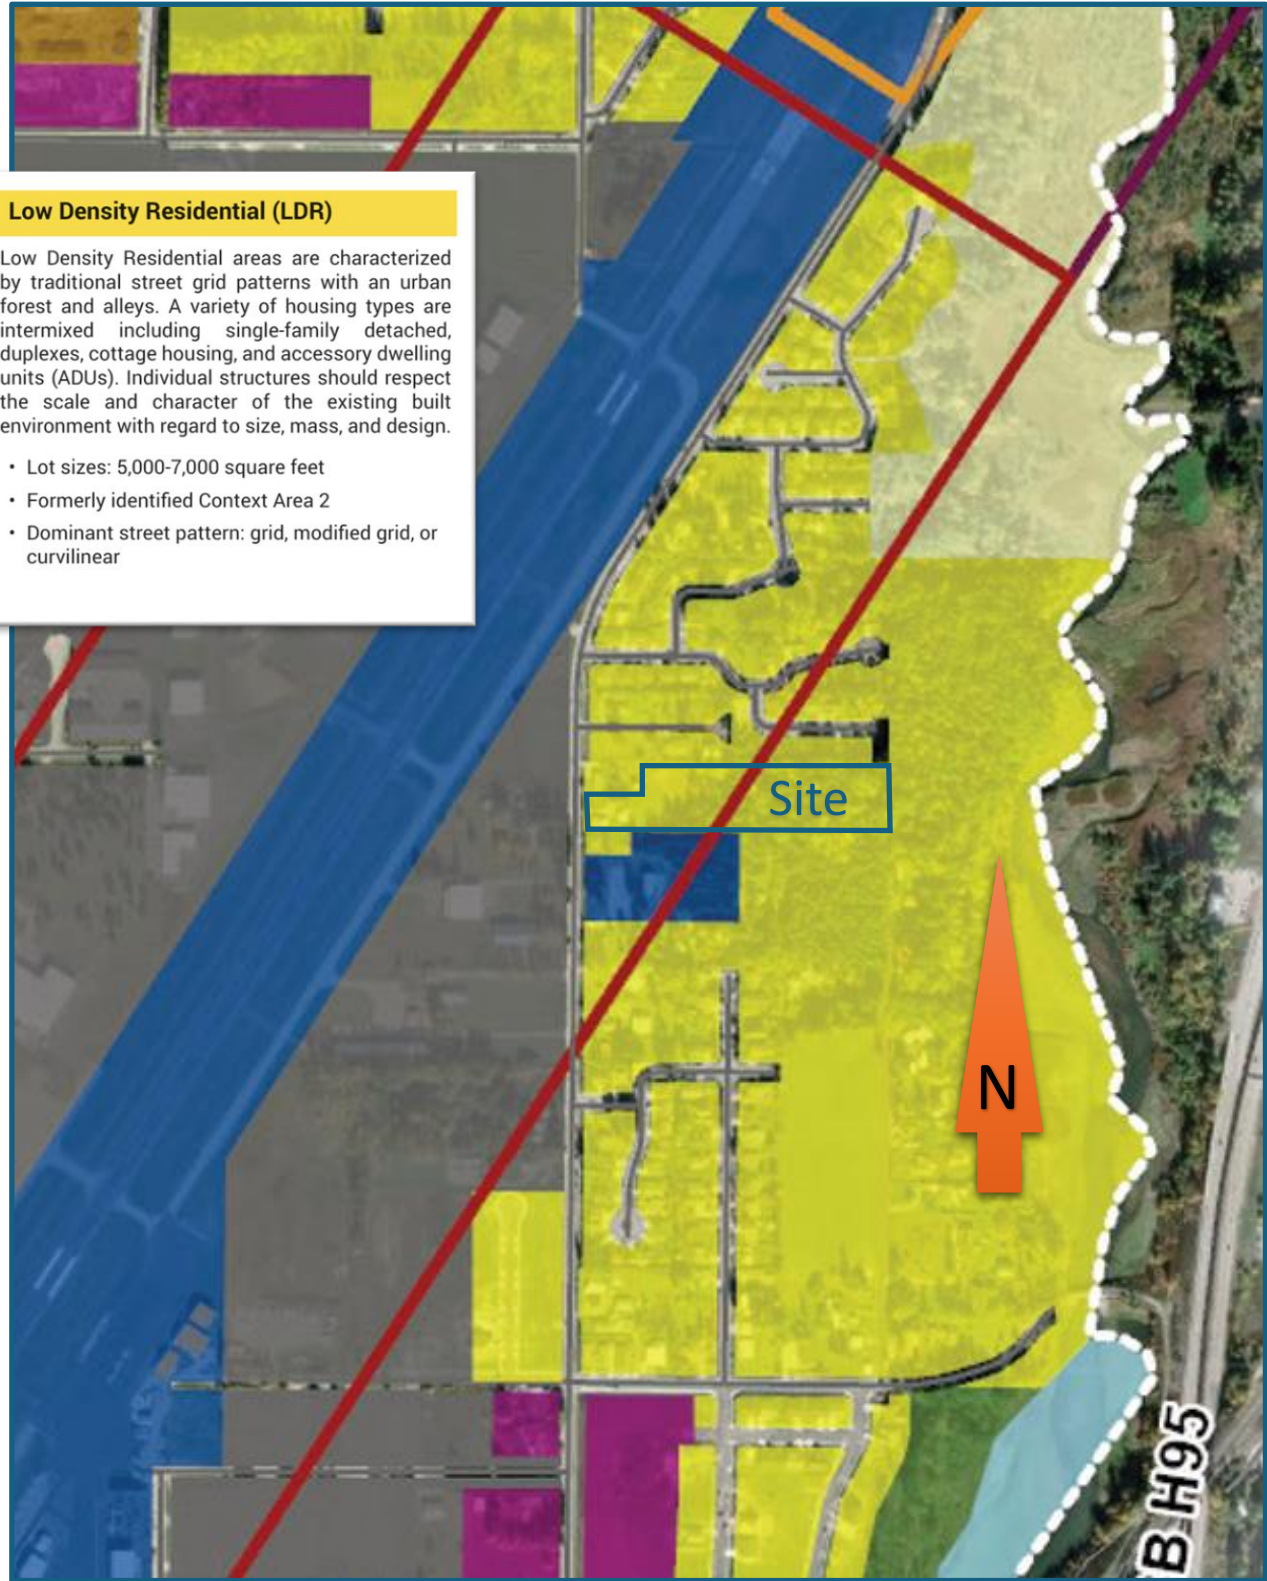 Low Density Residential (LDR)
Low Density Residential areas are characterized
by traditional street grid patterns with an urban
forest and alleys. A variety of housing types are
intermixed including single-family detached,
duplexes, cottage housing, and accessory dwelling
units (ADUs). Individual structures should respect
the scale and character of the existing built
environment with regard to size, mass, and design.
• Lot sizes: 5,000-7,000 square feet
• Formerly identified Context Area 2
• Dominant street pattern: grid, modified grid, or
curvilinear
Site
N
B H95